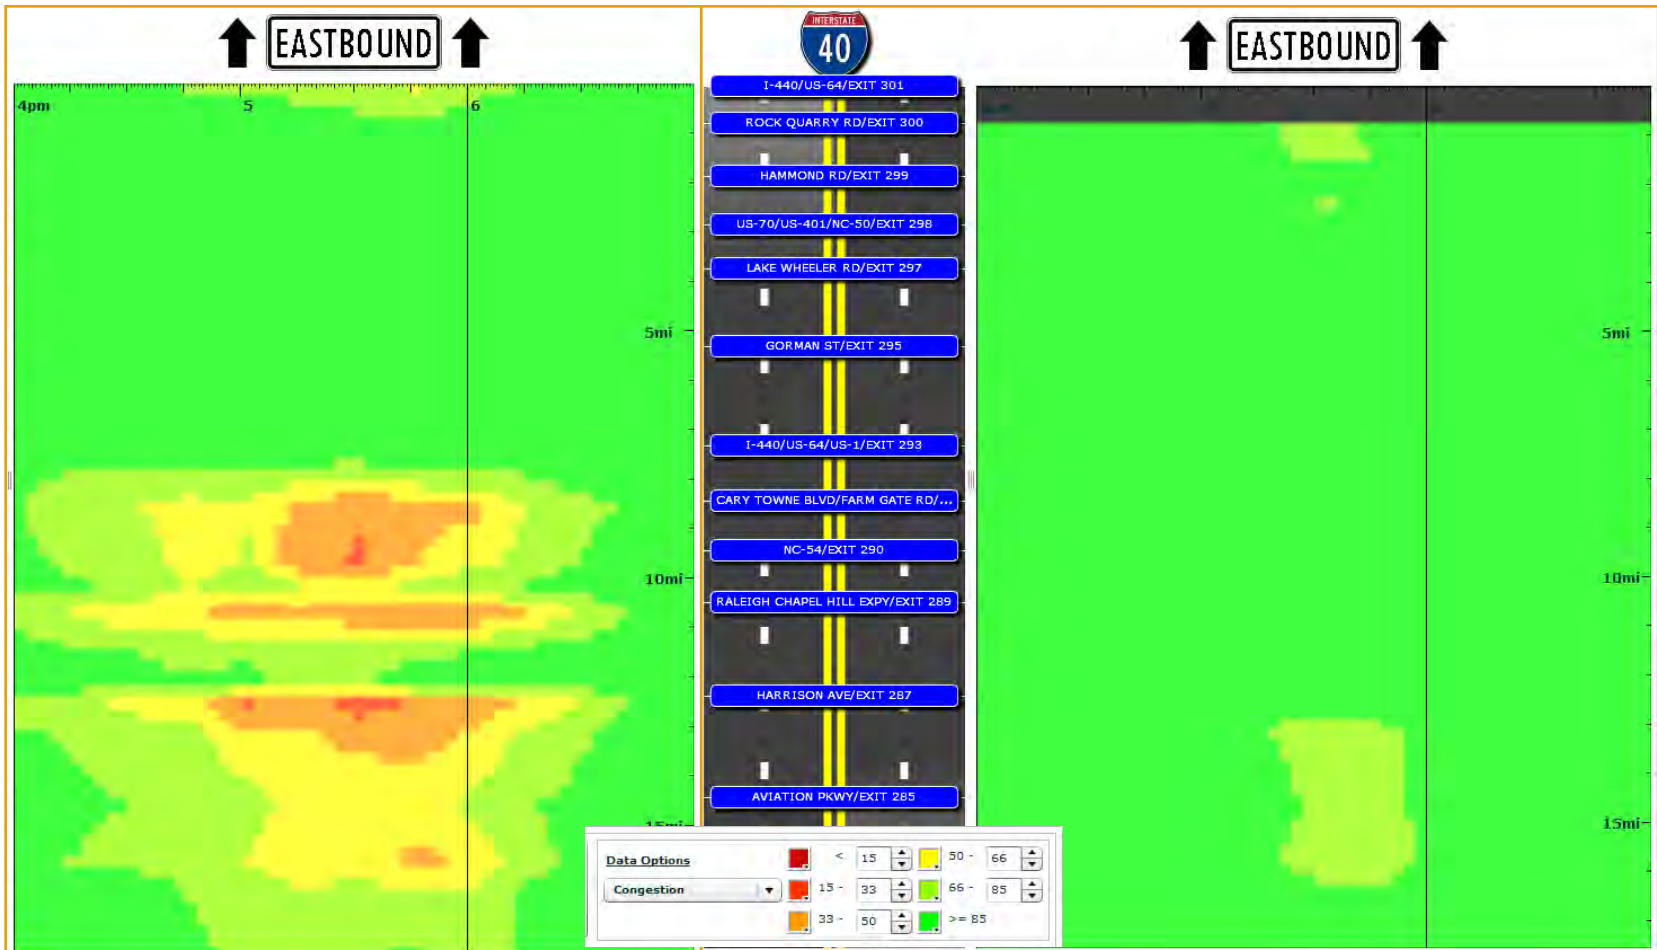 EASTBOUND
4pm
5
6
5mi
10mi
15mi
INTERSTATE
40
I-440/US-64/EXIT 301
ROCK QUARRY RD/EXIT 300
HAMMOND RD/EXIT 299
US-70/US-401/NC-50/EXIT 298
LAKE WHEELER RD/EXIT 297
GORMAN ST/EXIT 295
I-440/US-64/US-1/EXIT 293
CARY TOWNE BLVD/FARM GATE RD/...
NC-54/EXIT 290
RALEIGH CHAPEL HILL EXPY/EXIT 289
HARRISON AVE/EXIT 287
AVIATION PKWY/EXIT 285
EASTBOUND
5mi
10mi
15mi
Data Options
Congestion
< 15
15 - 33
33 - 50
50 - 66
66 - 85
>= 85